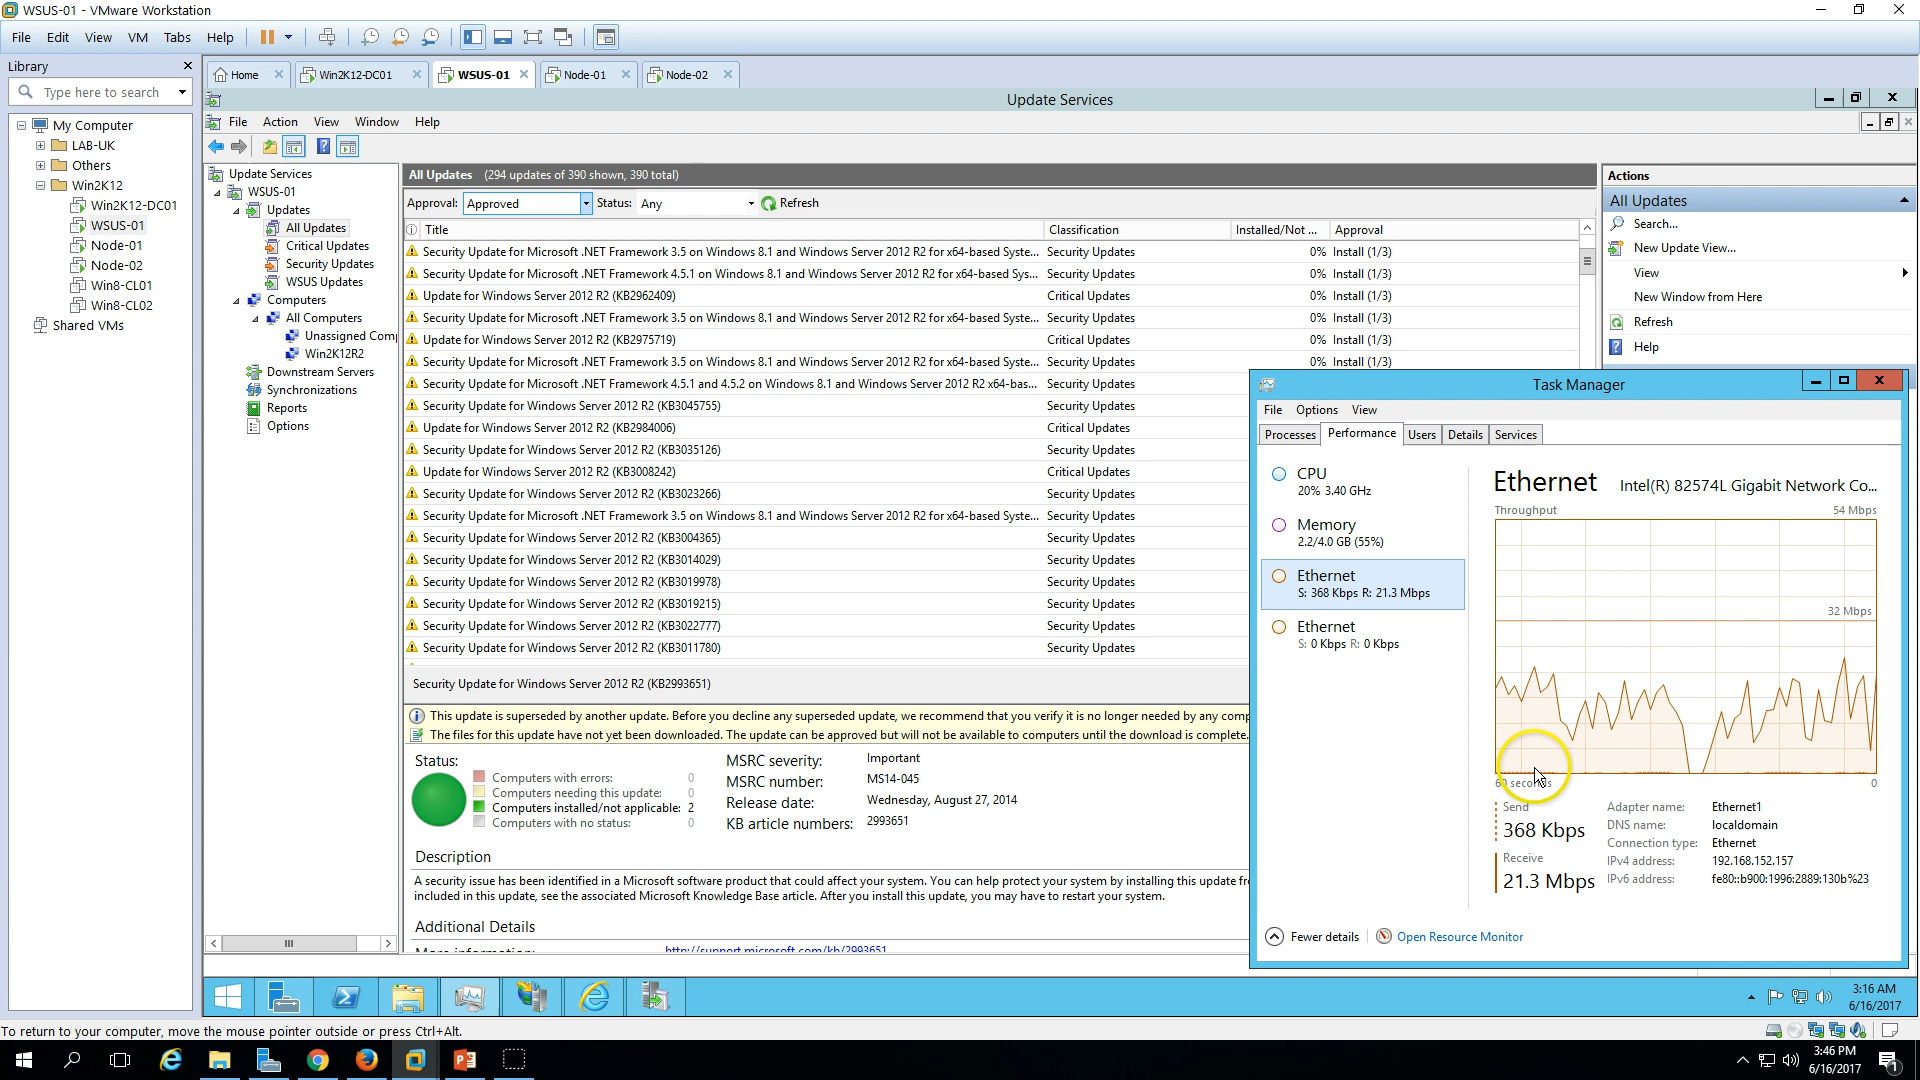 WSUS-01 - VMware Workstation
File Edit View VM Tabs Help
Library
Type here to search
My Computer
LAB-UK
Others
Win2K12
Win2K12-DC01
WSUS-01
Node-01
Node-02
Win8-CL01
Win8-CL02
Shared VMs
Home Win2K12-DC01 WSUS-01 Node-01 Node-02
Update Services
File Action View Window Help
Update Services
WSUS-01
Updates
All Updates
Critical Updates
Security Updates
WSUS Updates
Computers
All Computers
Unassigned Com
Win2K12R2
Downstream Servers
Synchronizations
Reports
Options
All Updates (294 updates of 390 shown, 390 total)
Approval: Approved Status: Any Refresh
Title Classification Installed/Not ... Approval
Security Update for Microsoft .NET Framework 3.5 on Windows 8.1 and Windows Server 2012 R2 for x64-based Syste... Security Updates 0% Install (1/3)
Security Update for Microsoft .NET Framework 4.5.1 on Windows 8.1 and Windows Server 2012 R2 for x64-based Sys... Security Updates 0% Install (1/3)
Update for Windows Server 2012 R2 (KB2962409) Critical Updates 0% Install (1/3)
Security Update for Microsoft .NET Framework 3.5 on Windows 8.1 and Windows Server 2012 R2 for x64-based Syste... Security Updates 0% Install (1/3)
Update for Windows Server 2012 R2 (KB2975719) Critical Updates 0% Install (1/3)
Security Update for Microsoft .NET Framework 3.5 on Windows 8.1 and Windows Server 2012 R2 for x64-based Syste... Security Updates 0% Install (1/3)
Security Update for Microsoft .NET Framework 4.5.1 and 4.5.2 on Windows 8.1 and Windows Server 2012 R2 x64-bas... Security Updates
Security Update for Windows Server 2012 R2 (KB3045755) Security Updates
Update for Windows Server 2012 R2 (KB2984006) Critical Updates
Security Update for Windows Server 2012 R2 (KB3035126) Security Updates
Update for Windows Server 2012 R2 (KB3008242) Critical Updates
Security Update for Windows Server 2012 R2 (KB3023266) Security Updates
Security Update for Microsoft .NET Framework 3.5 on Windows 8.1 and Windows Server 2012 R2 for x64-based Syste... Security Updates
Security Update for Windows Server 2012 R2 (KB3004365) Security Updates
Security Update for Windows Server 2012 R2 (KB3014029) Security Updates
Security Update for Windows Server 2012 R2 (KB3019978) Security Updates
Security Update for Windows Server 2012 R2 (KB3019215) Security Updates
Security Update for Windows Server 2012 R2 (KB3022777) Security Updates
Security Update for Windows Server 2012 R2 (KB3011780) Security Updates
Security Update for Windows Server 2012 R2 (KB2993651)
This update is superseded by another update. Before you decline any superseded update, we recommend that you verify it is no longer needed by any comp
The files for this update have not yet been downloaded. The update can be approved but will not be available to computers until the download is complete.
Status:
Computers with errors: 0
Computers needing this update: 0
Computers installed/not applicable: 2
Computers with no status: 0
MSRC severity: Important
MSRC number: MS14-045
Release date: Wednesday, August 27, 2014
KB article numbers: 2993651
Description
A security issue has been identified in a Microsoft software product that could affect your system. You can help protect your system by installing this update fr
included in this update, see the associated Microsoft Knowledge Base article. After you install this update, you may have to restart your system.
Additional Details
More information: http://support.microsoft.com/kb/2993651
Actions
All Updates
Search...
New Update View...
View
New Window from Here
Refresh
Help
Task Manager
File Options View
Processes Performance Users Details Services
CPU
20% 3.40 GHz
Memory
2.2/4.0 GB (55%)
Ethernet
S: 368 Kbps R: 21.3 Mbps
Ethernet
S: 0 Kbps R: 0 Kbps
Ethernet Intel(R) 82574L Gigabit Network Co...
Throughput 54 Mbps
32 Mbps
60 seconds 0
Send
368 Kbps
Receive
21.3 Mbps
Adapter name: Ethernet1
DNS name: localdomain
Connection type: Ethernet
IPv4 address: 192.168.152.157
IPv6 address: fe80::b900:1996:2889:130b%23
Fewer details Open Resource Monitor
3:16 AM
6/16/2017
To return to your computer, move the mouse pointer outside or press Ctrl+Alt.
3:46 PM
6/16/2017
1